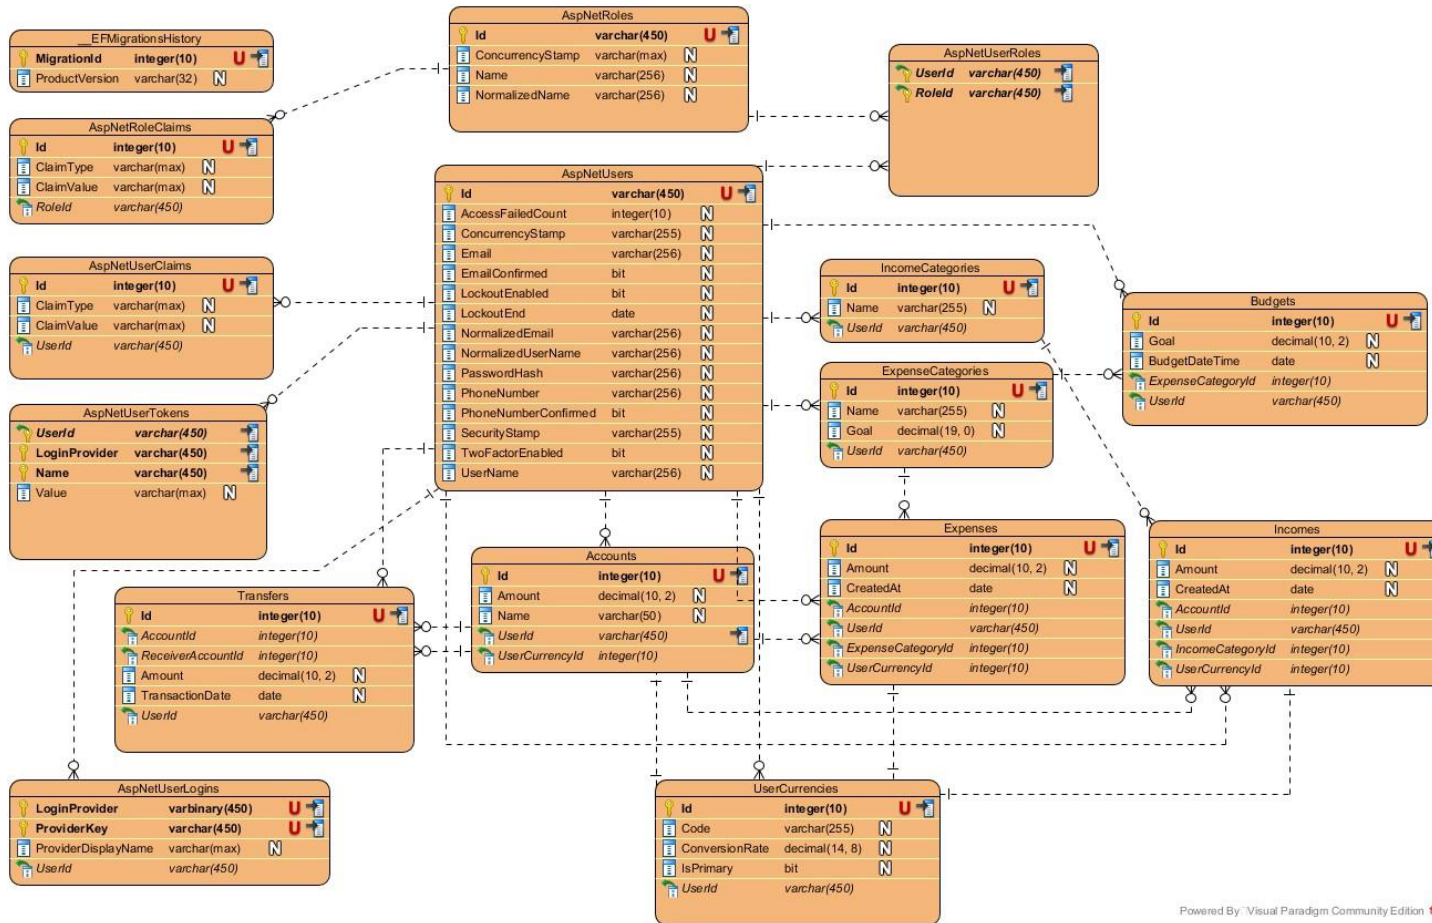 __EFMigrationsHistory
MigrationId integer(10) U
ProductVersion varchar(32) N
AspNetRoles
Id varchar(450) U
ConcurrencyStamp varchar(max) N
Name varchar(256) N
NormalizedName varchar(256) N
AspNetUserRoles
UserId varchar(450)
RoleId varchar(450)
AspNetRoleClaims
Id integer(10) U
ClaimType varchar(max) N
ClaimValue varchar(max) N
RoleId varchar(450)
AspNetUsers
Id varchar(450) U
AccessFailedCount integer(10) N
ConcurrencyStamp varchar(255) N
Email varchar(256) N
EmailConfirmed bit N
LockoutEnabled bit N
LockoutEnd date N
NormalizedEmail varchar(256) N
NormalizedUserName varchar(256) N
PasswordHash varchar(256) N
PhoneNumber varchar(256) N
PhoneNumberConfirmed bit N
SecurityStamp varchar(255) N
TwoFactorEnabled bit N
UserName varchar(256) N
AspNetUserClaims
Id integer(10) U
ClaimType varchar(max) N
ClaimValue varchar(max) N
UserId varchar(450)
IncomeCategories
Id integer(10) U
Name varchar(255) N
UserId varchar(450)
Budgets
Id integer(10) U
Goal decimal(10, 2) N
BudgetDateTime date N
ExpenseCategoryId integer(10)
UserId varchar(450)
ExpenseCategories
Id integer(10) U
Name varchar(255) N
Goal decimal(19, 0) N
UserId varchar(450)
AspNetUserTokens
UserId varchar(450)
LoginProvider varchar(450)
Name varchar(450)
Value varchar(max) N
Expenses
Id integer(10) U
Amount decimal(10, 2) N
CreatedAt date N
AccountId integer(10)
UserId varchar(450)
ExpenseCategoryId integer(10)
UserCurrencyId integer(10)
Incomes
Id integer(10) U
Amount decimal(10, 2) N
CreatedAt date N
AccountId integer(10)
UserId varchar(450)
IncomeCategoryId integer(10)
UserCurrencyId integer(10)
Accounts
Id integer(10) U
Amount decimal(10, 2) N
Name varchar(50) N
UserId varchar(450)
UserCurrencyId integer(10)
Transfers
Id integer(10) U
AccountId integer(10)
ReceiverAccountId integer(10)
Amount decimal(10, 2) N
TransactionDate date N
UserId varchar(450)
AspNetUserLogins
LoginProvider varbinary(450) U
ProviderKey varchar(450) U
ProviderDisplayName varchar(max) N
UserId varchar(450)
UserCurrencies
Id integer(10) U
Code varchar(255) N
ConversionRate decimal(14, 8) N
IsPrimary bit N
UserId varchar(450)
Powered By Visual Paradigm Community Edition